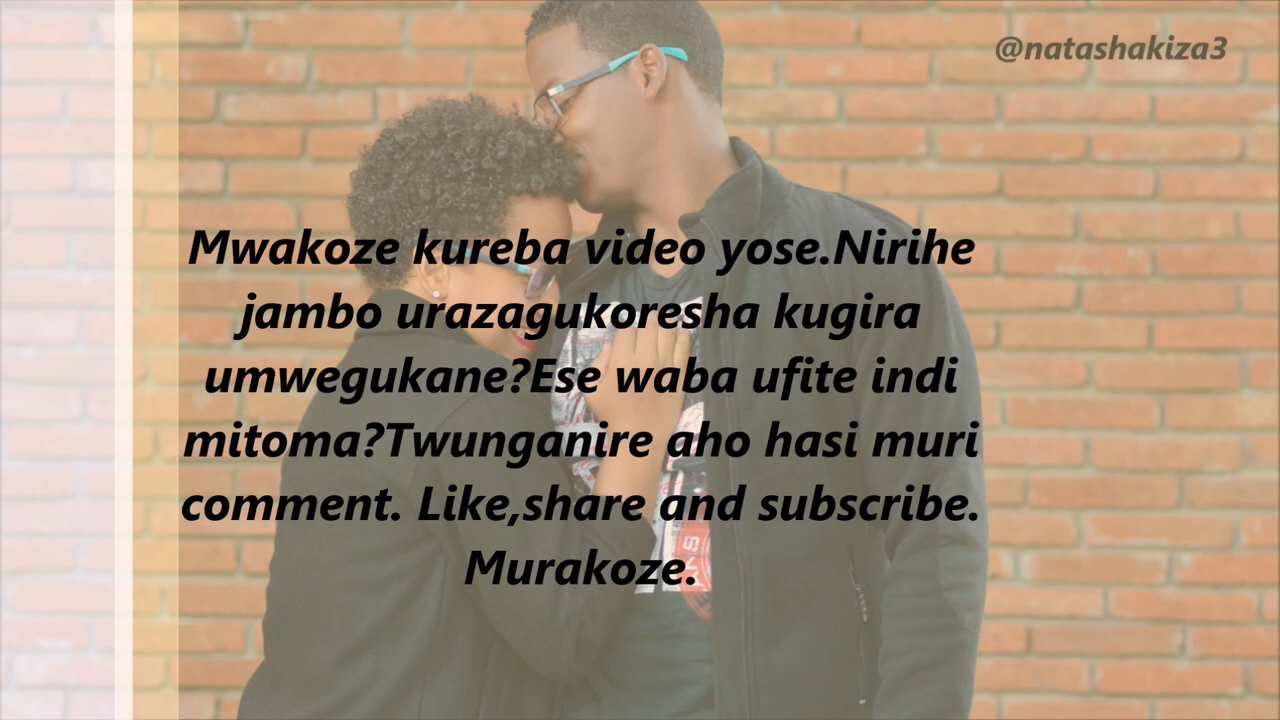 @natashakiza3
Mwakoze kureba video yose.Nirihe
jambo urazagukoresha kugira
umwegukane?Ese waba ufite indi
mitoma?Twunganire aho hasi muri
comment. Like,share and subscribe.
Murakoze.